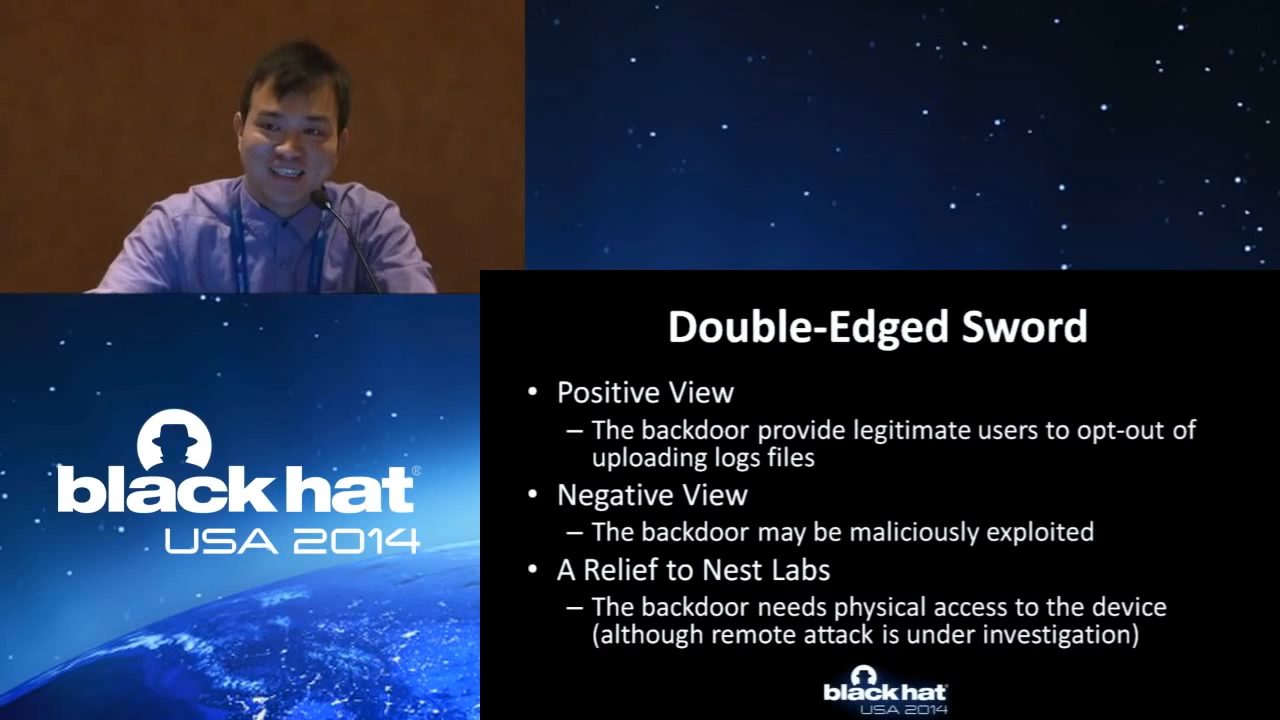 black hat®
USA 2014
Double-Edged Sword
• Positive View
– The backdoor provide legitimate users to opt-out of
uploading logs files
• Negative View
– The backdoor may be maliciously exploited
• A Relief to Nest Labs
– The backdoor needs physical access to the device
(although remote attack is under investigation)
black hat
USA 2014